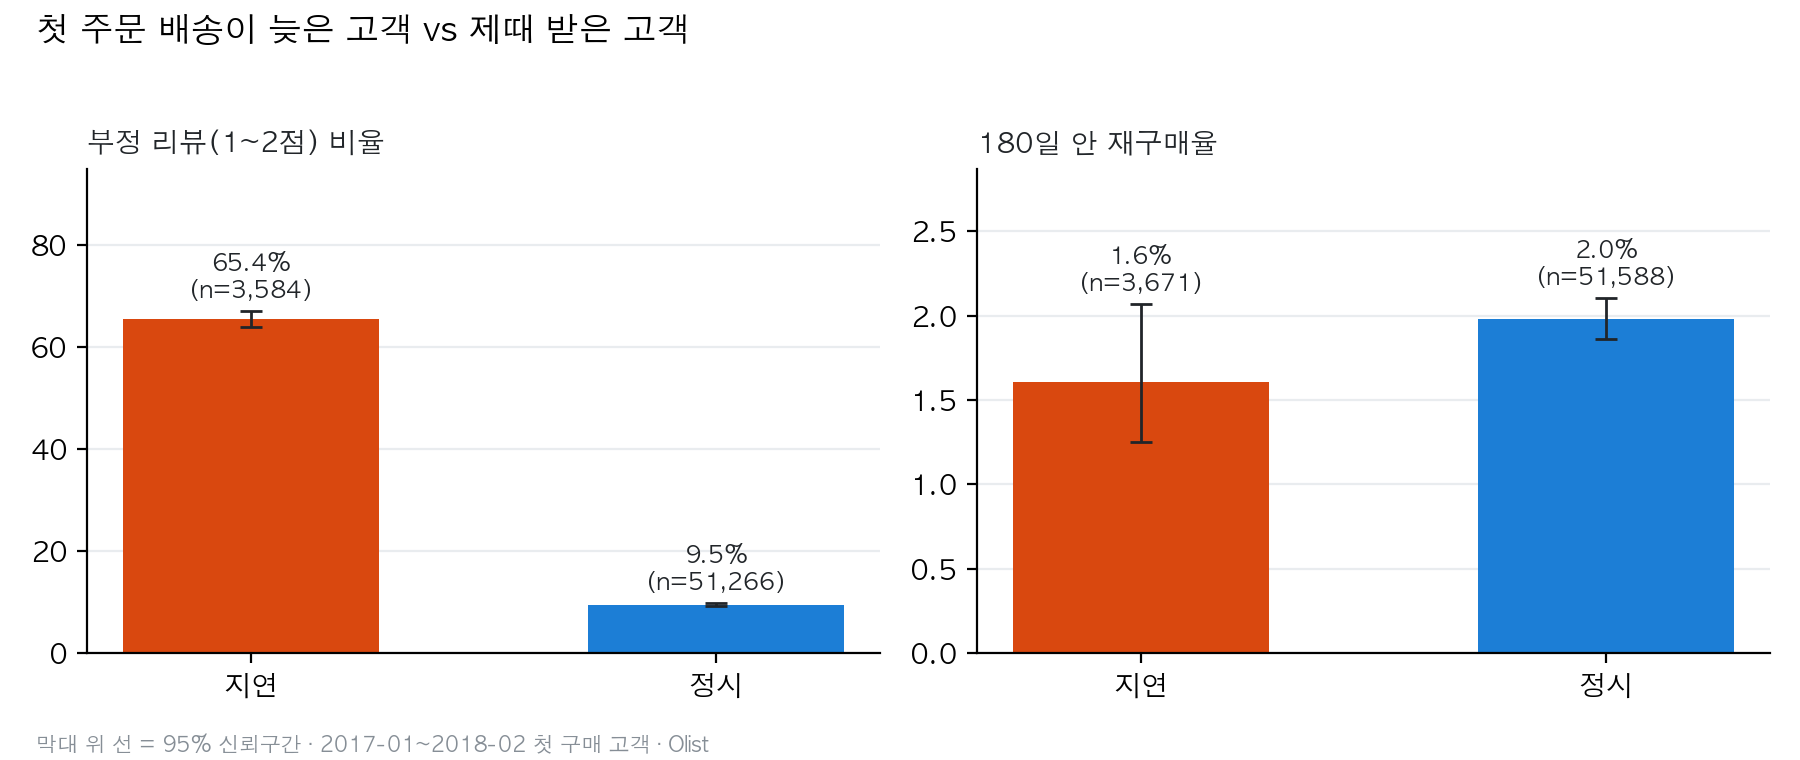 첫 주문 배송이 늦은 고객 vs 제때 받은 고객
부정 리뷰(1~2점) 비율
80
60
40
20
0
65.4%
(n=3,584)
9.5%
(n=51,266)
지연
정시
180일 안 재구매율
2.5
2.0
1.5
1.0
0.5
0.0
1.6%
(n=3,671)
2.0%
(n=51,588)
지연
정시
막대 위 선 = 95% 신뢰구간 · 2017-01~2018-02 첫 구매 고객 · Olist